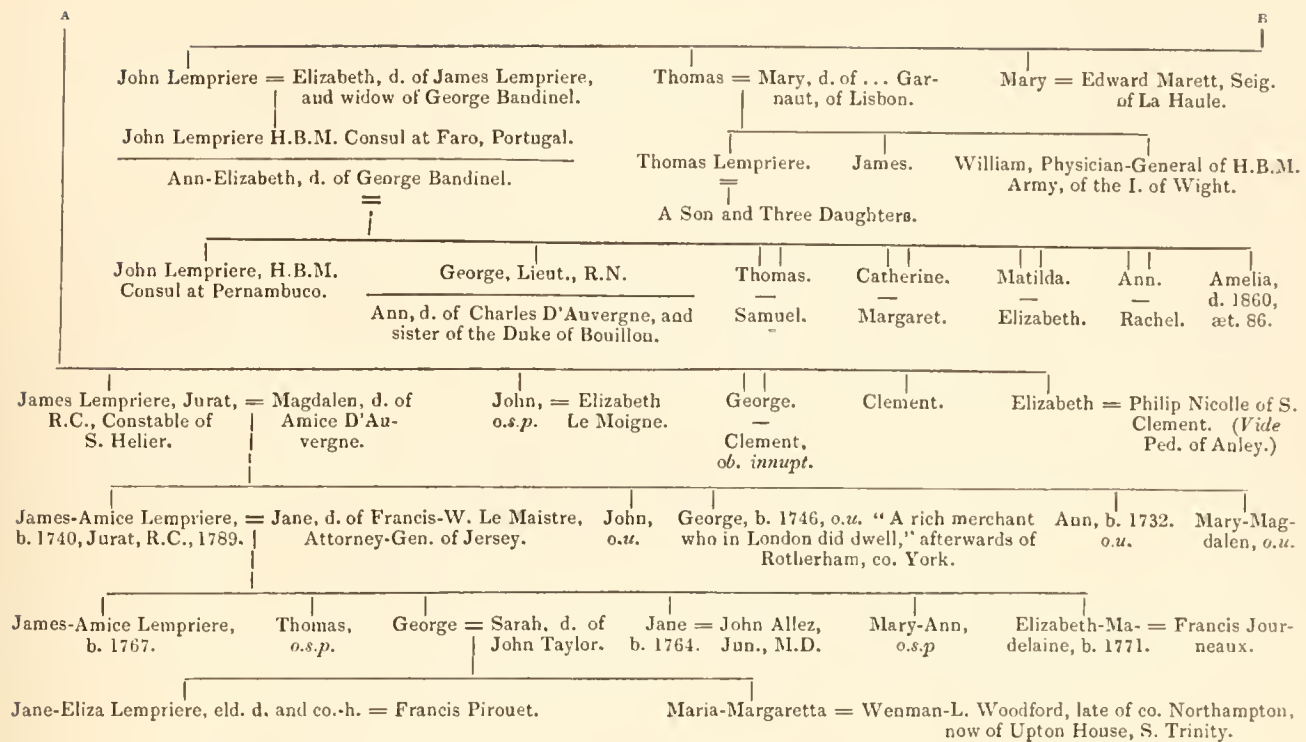 A B
John Lempriere = Elizabeth, d. of James Lempriere, and widow of George Bandinel.
Thomas = Mary, d. of ... Garnaut, of Lisbon.
Mary = Edward Marett, Seig. of La Haule.
John Lempriere H.B.M. Consul at Faro, Portugal.
Ann-Elizabeth, d. of George Bandinel.
=
Thomas Lempriere.
=
James.
William, Physician-General of H.B.M.
Army, of the I. of Wight.
A Son and Three Daughters.
John Lempriere, H.B.M.
Consul at Pernambuco.
George, Lieut., R.N.
Ann, d. of Charles D'Auvergne, and
sister of the Duke of Bouillon.
Thomas.
—
Samuel.
Catherine.
—
Margaret.
Matilda.
—
Elizabeth.
Ann.
—
Rachel.
Amelia,
d. 1860,
æt. 86.
James Lempriere, Jurat,
R.C., Constable of
S. Helier.
= Magdalen, d. of
Amice D'Au-
vergne.
John,
o.s.p.
= Elizabeth
Le Moigne.
George.
—
Clement,
ob. innupt.
Clement.
Elizabeth = Philip Nicolle of S.
Clement. (Vide
Ped. of Anley.)
James-Amice Lempriere,
b. 1740, Jurat, R.C., 1789.
= Jane, d. of Francis-W. Le Maistre,
Attorney-Gen. of Jersey.
John,
o.u.
George, b. 1746, o.u. "A rich merchant
who in London did dwell," afterwards of
Rotherham, co. York.
Ann, b. 1732.
o.u.
Mary-Mag-
dalen, o.u.
James-Amice Lempriere,
b. 1767.
Thomas,
o.s.p.
George = Sarah, d. of
John Taylor.
Jane = John Allez,
b. 1764. Jun., M.D.
Mary-Ann,
o.s.p
Elizabeth-Ma-
delaine, b. 1771.
= Francis Jour-
neaux.
Jane-Eliza Lempriere, eld. d. and co.-h. = Francis Pirouet.
Maria-Margaretta = Wenman-L. Woodford, late of co. Northampton,
now of Upton House, S. Trinity.